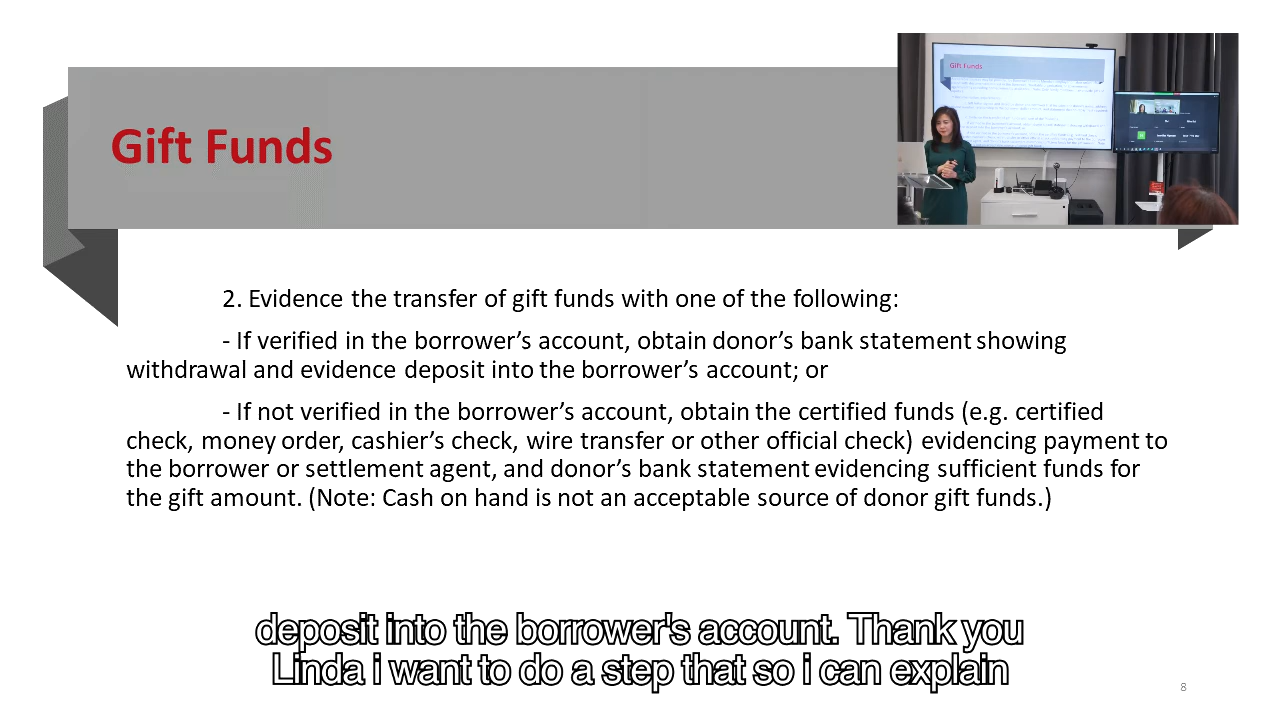 Gift Funds
Gift Funds
2. Evidence the transfer of gift funds with one of the following:
- If verified in the borrower’s account, obtain donor’s bank statement showing
withdrawal and evidence deposit into the borrower’s account; or
- If not verified in the borrower’s account, obtain the certified funds (e.g. certified
check, money order, cashier’s check, wire transfer or other official check) evidencing payment to
the borrower or settlement agent, and donor’s bank statement evidencing sufficient funds for
the gift amount. (Note: Cash on hand is not an acceptable source of donor gift funds.)
deposit into the borrower's account. Thank you
Linda i want to do a step that so i can explain
8